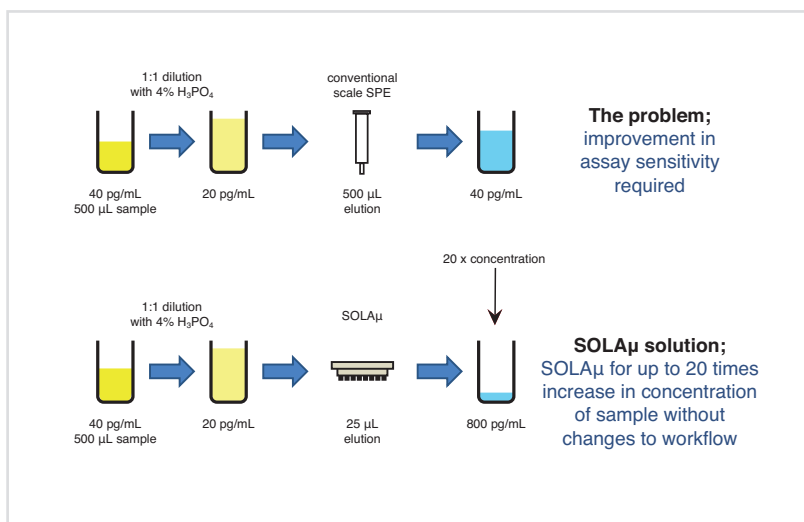 1:1 dilution
with 4% H₃PO₄
conventional
scale SPE
40 pg/mL
500 µL sample
20 pg/mL
500 µL
elution
40 pg/mL
The problem;
improvement in
assay sensitivity
required
20 x concentration
1:1 dilution
with 4% H₃PO₄
SOLAµ
40 pg/mL
500 µL sample
20 pg/mL
25 µL
elution
800 pg/mL
SOLAµ solution;
SOLAµ for up to 20 times
increase in concentration
of sample without
changes to workflow